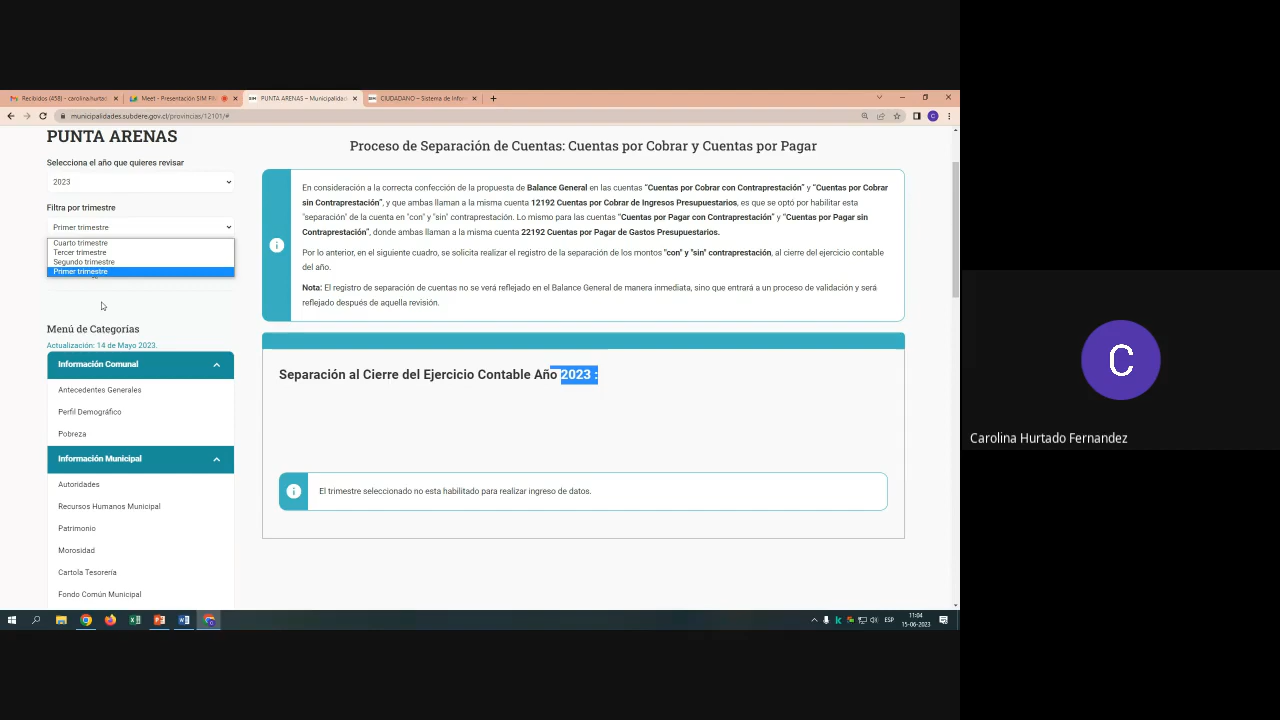 Recibidos (458) - carolina.hurtad
Meet - Presentación SIM FI
SIM PUNTA ARENAS – Municipalidad
SIM CIUDADANO – Sistema de Infor
municipalidades.subdere.gov.cl/provincias/12101/#
PUNTA ARENAS
Selecciona el año que quieres revisar
2023
Filtra por trimestre
Primer trimestre
Cuarto trimestre
Tercer trimestre
Segundo trimestre
Primer trimestre
Menú de Categorías
Actualización: 14 de Mayo 2023.
Información Comunal
Antecedentes Generales
Perfil Demográfico
Pobreza
Información Municipal
Autoridades
Recursos Humanos Municipal
Patrimonio
Morosidad
Cartola Tesorería
Fondo Común Municipal
Proceso de Separación de Cuentas: Cuentas por Cobrar y Cuentas por Pagar
En consideración a la correcta confección de la propuesta de Balance General en las cuentas “Cuentas por Cobrar con Contraprestación” y “Cuentas por Cobrar
sin Contraprestación”, y que ambas llaman a la misma cuenta 12192 Cuentas por Cobrar de Ingresos Presupuestarios, es que se optó por habilitar esta
"separación" de la cuenta en "con" y "sin" contraprestación. Lo mismo para las cuentas “Cuentas por Pagar con Contraprestación” y “Cuentas por Pagar sin
Contraprestación”, donde ambas llaman a la misma cuenta 22192 Cuentas por Pagar de Gastos Presupuestarios.
Por lo anterior, en el siguiente cuadro, se solicita realizar el registro de la separación de los montos "con" y "sin" contraprestación, al cierre del ejercicio contable
del año.
Nota: El registro de separación de cuentas no se verá reflejado en el Balance General de manera inmediata, sino que entrará a un proceso de validación y será
reflejado después de aquella revisión.
Separación al Cierre del Ejercicio Contable Año 2023 :
El trimestre seleccionado no esta habilitado para realizar ingreso de datos.
C
Carolina Hurtado Fernandez
ESP
11:04
15-06-2023